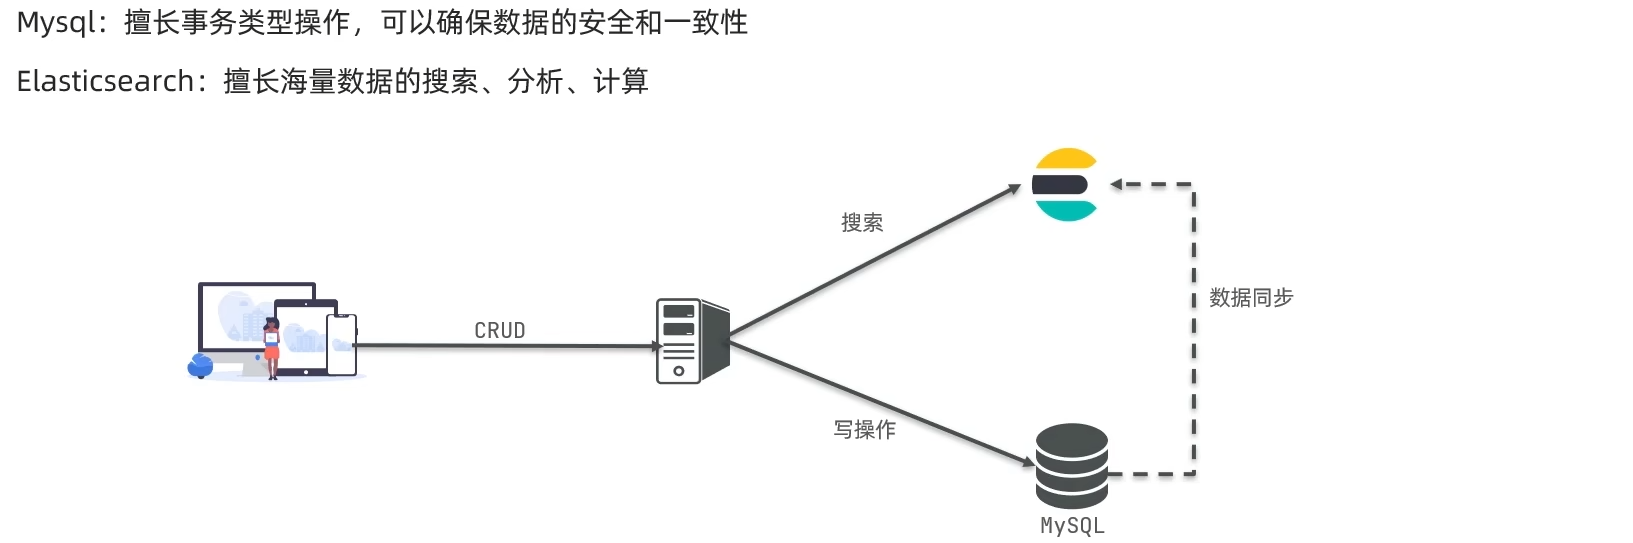 Mysql：擅长事务类型操作，可以确保数据的安全和一致性
Elasticsearch：擅长海量数据的搜索、分析、计算
搜索
数据同步
CRUD
写操作
MySQL